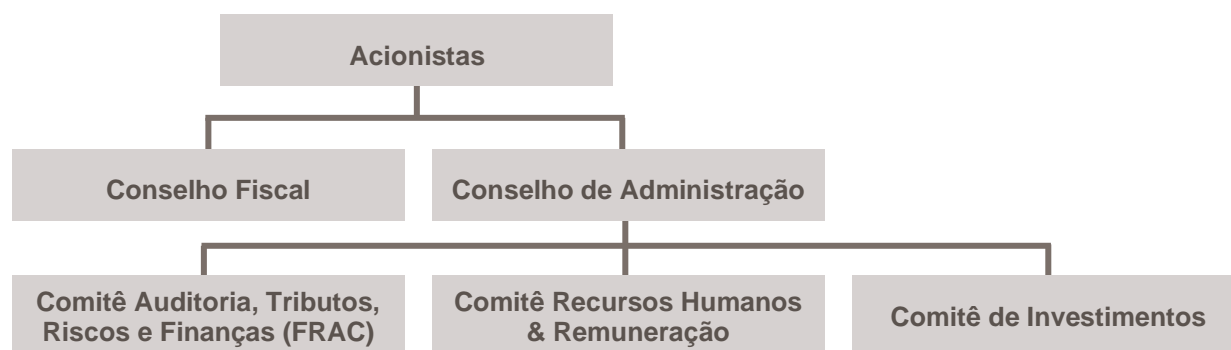 Acionistas
Conselho Fiscal
Conselho de Administração
Comitê Auditoria, Tributos,
Riscos e Finanças (FRAC)
Comitê Recursos Humanos
& Remuneração
Comitê de Investimentos